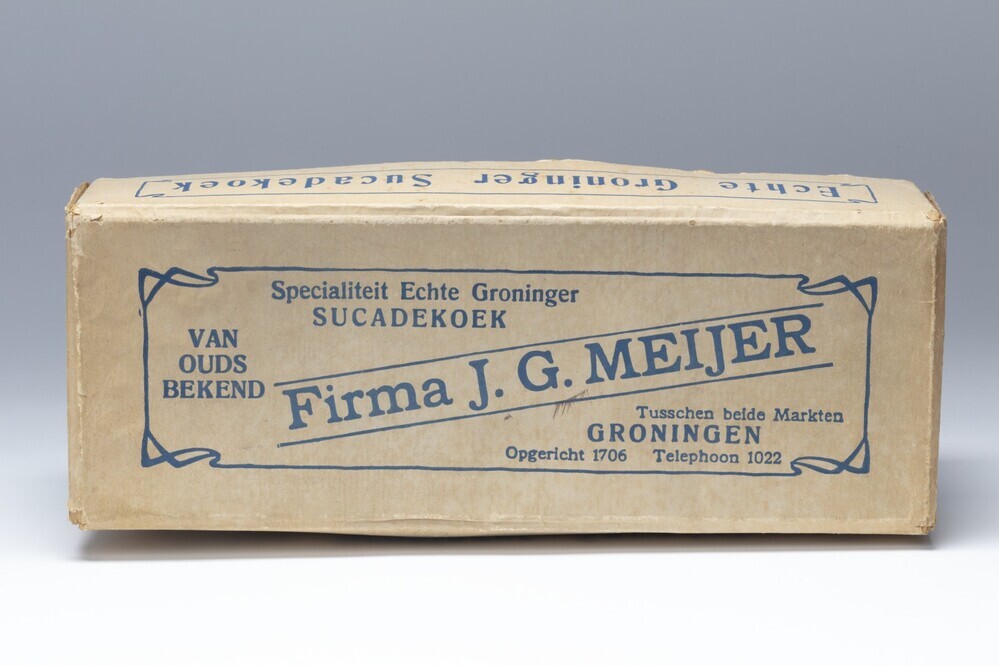 Echte Groninger Sucadekoek
Specialiteit Echte Groninger
SUCADEKOEK
VAN
OUDS
BEKEND
Firma J. G. MEIJER
Tusschen beide Markten
GRONINGEN
Opgericht 1706 Telephoon 1022